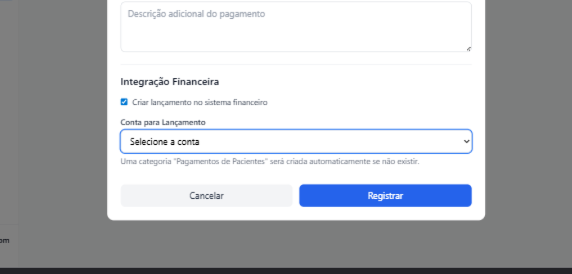 Descrição adicional do pagamento
Integração Financeira
Criar lançamento no sistema financeiro
Conta para Lançamento
Selecione a conta
Uma categoria "Pagamentos de Pacientes" será criada automaticamente se não existir.
Cancelar
Registrar
om